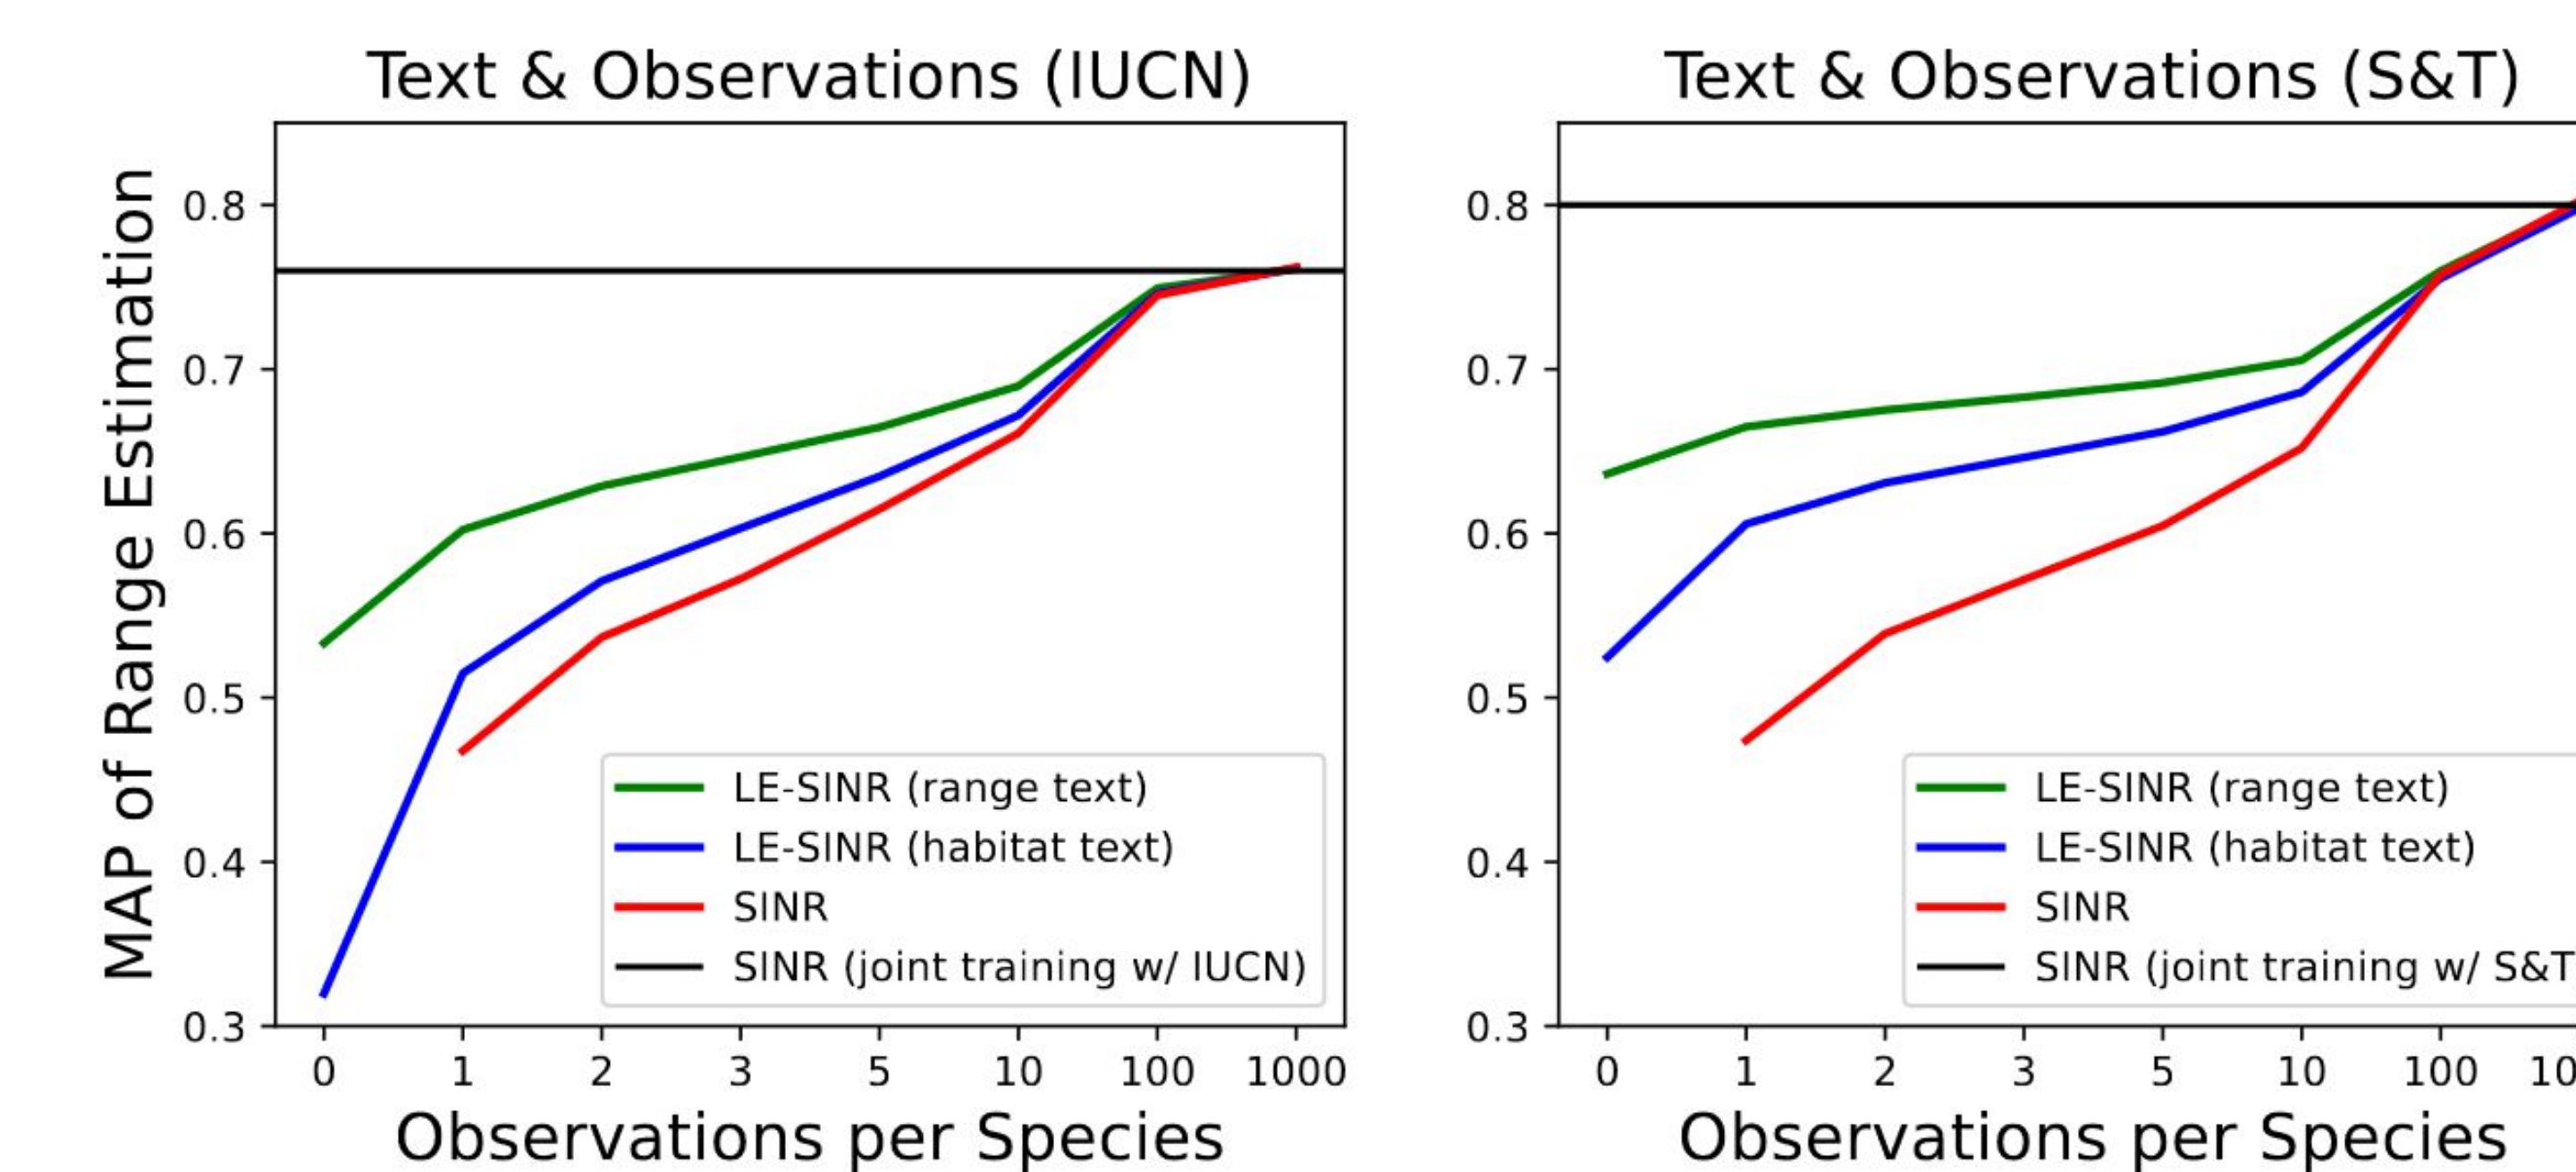 Text & Observations (IUCN)
MAP of Range Estimation
0.8
0.7
0.6
0.5
0.4
0.3
LE-SINR (range text)
LE-SINR (habitat text)
SINR
SINR (joint training w/ IUCN)
0 1 2 3 5 10 100 1000
Observations per Species
Text & Observations (S&T)
0.8
0.7
0.6
0.5
0.4
0.3
LE-SINR (range text)
LE-SINR (habitat text)
SINR
SINR (joint training w/ S&T
0 1 2 3 5 10 100
Observations per Species